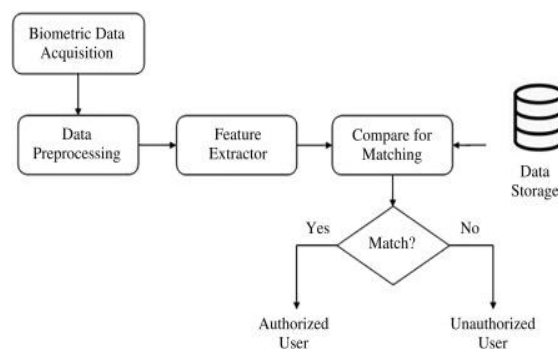 Biometric Data
Acquisition
Data
Preprocessing
Feature
Extractor
Compare for
Matching
Data
Storage
Yes
Match?
No
Authorized
User
Unauthorized
User